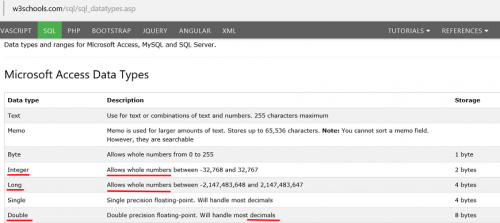 w3schools.com/sql/sql_datatypes.asp
VASCRIPT SQL PHP BOOTSTRAP JQUERY ANGULAR XML TUTORIALS REFERENCES
Data types and ranges for Microsoft Access, MySQL and SQL Server.
Microsoft Access Data Types
Data type Description Storage
Text Use for text or combinations of text and numbers. 255 characters maximum
Memo Memo is used for larger amounts of text. Stores up to 65,536 characters. Note: You cannot sort a memo field.
However, they are searchable
Byte Allows whole numbers from 0 to 255 1 byte
Integer Allows whole numbers between -32,768 and 32,767 2 bytes
Long Allows whole numbers between -2,147,483,648 and 2,147,483,647 4 bytes
Single Single precision floating-point. Will handle most decimals 4 bytes
Double Double precision floating-point. Will handle most decimals 8 bytes